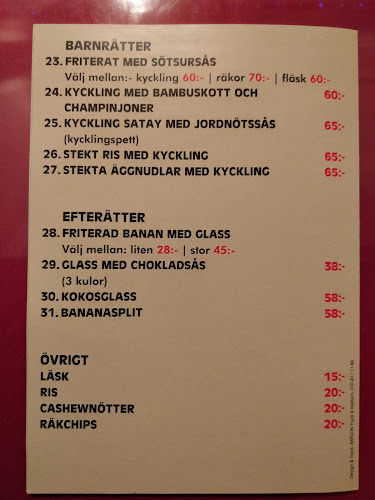 BARNRÄTTER
23. FRITERAT MED SÖTSURSÅS
Välj mellan:- kyckling 60:- | räkor 70:- | fläsk 60:-
24. KYCKLING MED BAMBUSKOTT OCH CHAMPINJONER 60:-
25. KYCKLING SATAY MED JORDNÖTSSÅS 65:-
(kycklingspett)
26. STEKT RIS MED KYCKLING 65:-
27. STEKTA ÄGGNUDLAR MED KYCKLING 65:-
EFTERÄTTER
28. FRITERAD BANAN MED GLASS
Välj mellan: liten 28:- | stor 45:-
29. GLASS MED CHOKLADSÅS 38:-
(3 kulor)
30. KOKOSGLASS 58:-
31. BANANASPLIT 58:-
ÖVRIGT
LÄSK 15:-
RIS 20:-
CASHEWNÖTTER 20:-
RÄKCHIPS 20:-
Design & Tryck: